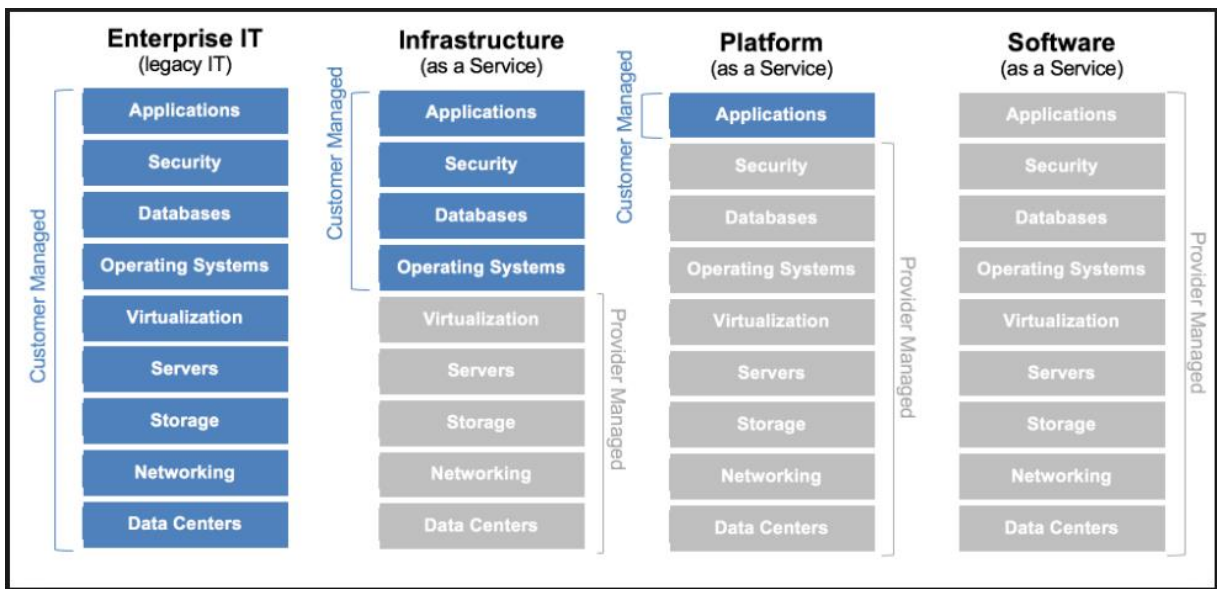 Enterprise IT
(legacy IT)
Customer Managed
Applications
Security
Databases
Operating Systems
Virtualization
Servers
Storage
Networking
Data Centers
Infrastructure
(as a Service)
Customer Managed
Applications
Security
Databases
Operating Systems
Virtualization
Servers
Storage
Networking
Data Centers
Provider Managed
Platform
(as a Service)
Customer Managed
Applications
Security
Databases
Operating Systems
Virtualization
Servers
Storage
Networking
Data Centers
Provider Managed
Software
(as a Service)
Applications
Security
Databases
Operating Systems
Virtualization
Servers
Storage
Networking
Data Centers
Provider Managed